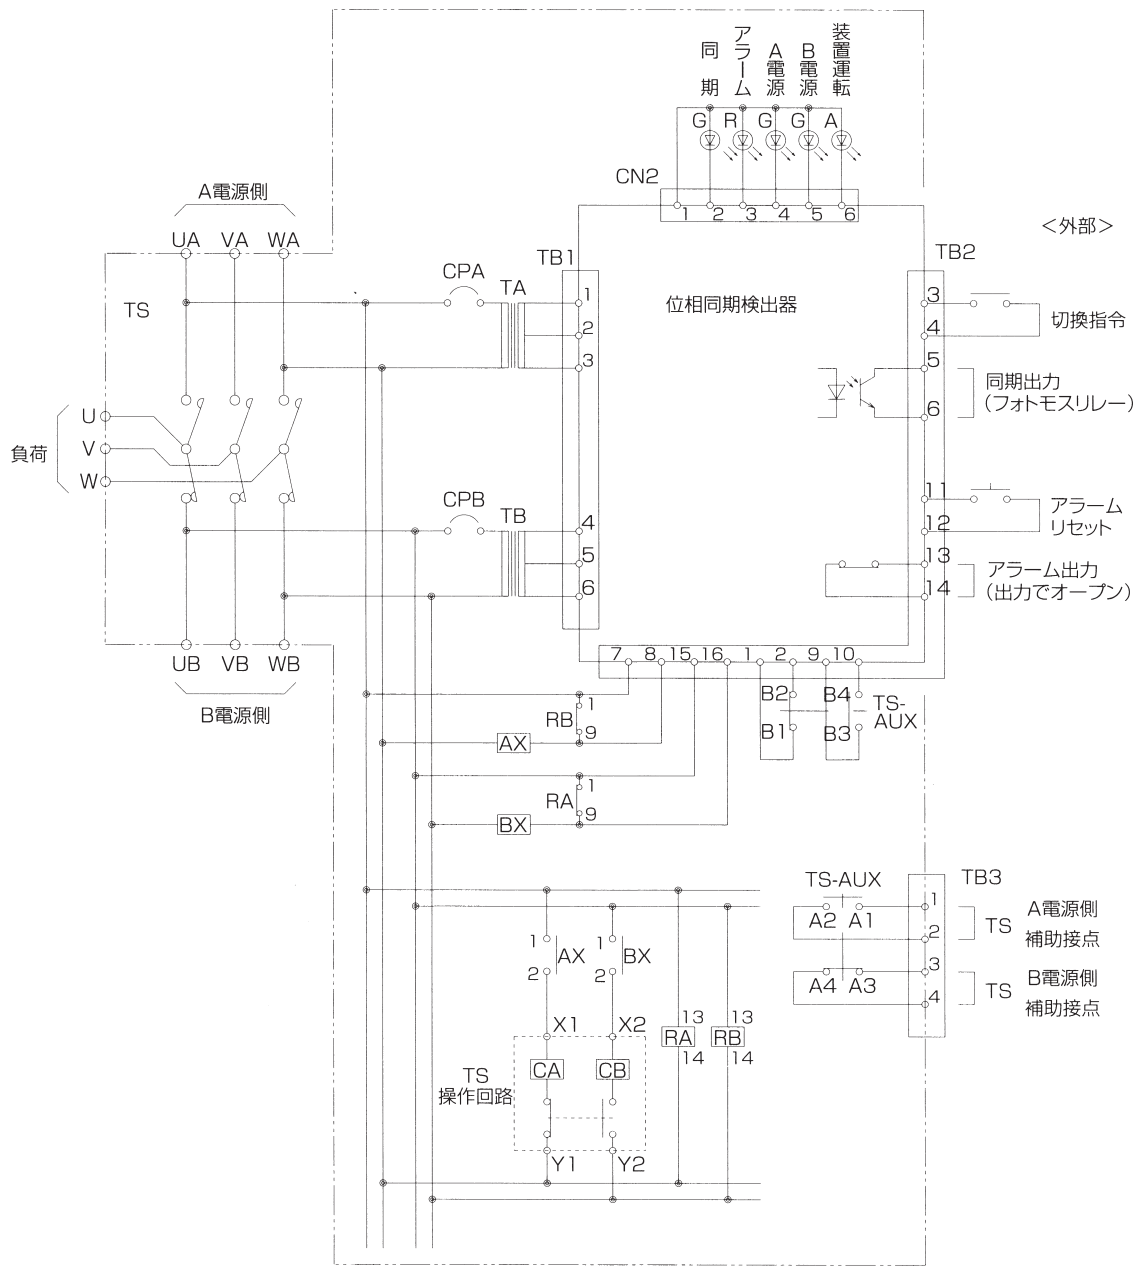 同期
アラーム
A電源
B電源
装置運転
G R G G A
CN2
1 2 3 4 5 6
A電源側
UA VA WA
TS
CPA
TA
TB1
1
2
3
位相同期検出器
TB2
<外部>
3
4
切換指令
5
6
同期出力
(フォトモスリレー)
U
V
W
負荷
CPB
TB
4
5
6
11
12
アラーム
リセット
13
14
アラーム出力
(出力でオープン)
UB VB WB
B電源側
7 8 15 16 1 2 9 10
RB
1
9
AX
RA
1
9
BX
B2
B1
B4
B3
TS-
AUX
TS-AUX
A2 A1
A4 A3
TB3
1
2
3
4
TS
A電源側
補助接点
TS
B電源側
補助接点
1
2
AX
1
2
BX
X1 X2
CA
CB
TS
操作回路
Y1 Y2
13
RA
14
13
RB
14